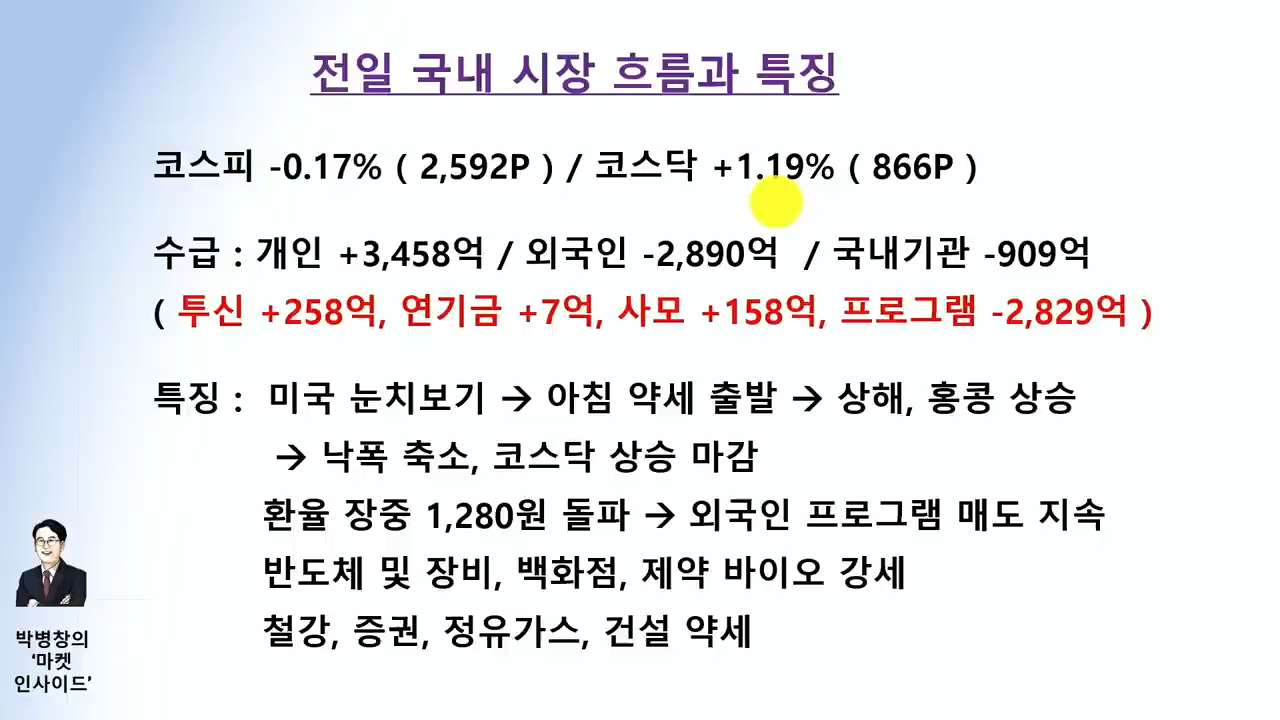 전일 국내 시장 흐름과 특징
코스피 -0.17% ( 2,592P ) / 코스닥 +1.19% ( 866P )
수급 : 개인 +3,458억 / 외국인 -2,890억 / 국내기관 -909억
( 투신 +258억, 연기금 +7억, 사모 +158억, 프로그램 -2,829억 )
특징 : 미국 눈치보기 → 아침 약세 출발 → 상해, 홍콩 상승
→ 낙폭 축소, 코스닥 상승 마감
환율 장중 1,280원 돌파 → 외국인 프로그램 매도 지속
반도체 및 장비, 백화점, 제약 바이오 강세
철강, 증권, 정유가스, 건설 약세
박병창의
‘마켓
인사이드’